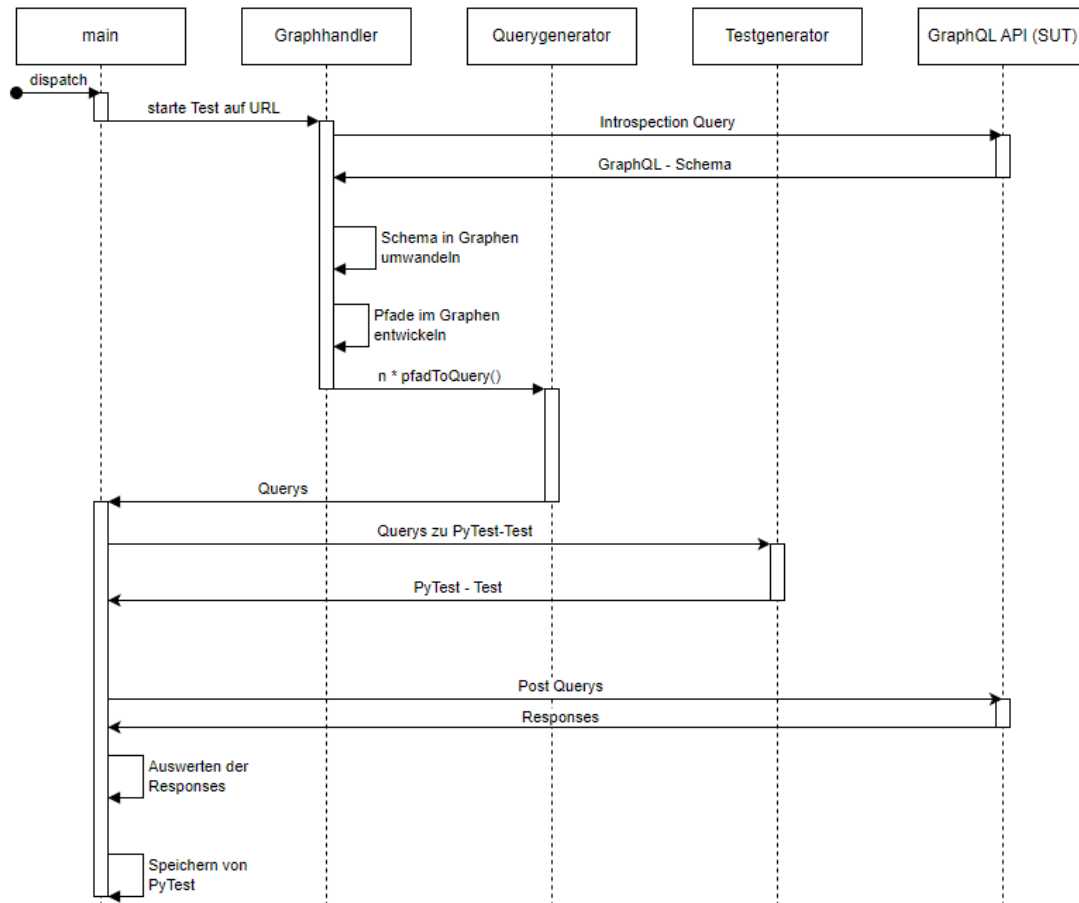 main
Graphhandler
Querygenerator
Testgenerator
GraphQL API (SUT)
dispatch
starte Test auf URL
Introspection Query
GraphQL - Schema
Schema in Graphen
umwandeln
Pfade im Graphen
entwickeln
n * pfadToQuery()
Querys
Querys zu PyTest-Test
PyTest - Test
Post Querys
Responses
Auswerten der
Responses
Speichern von
PyTest